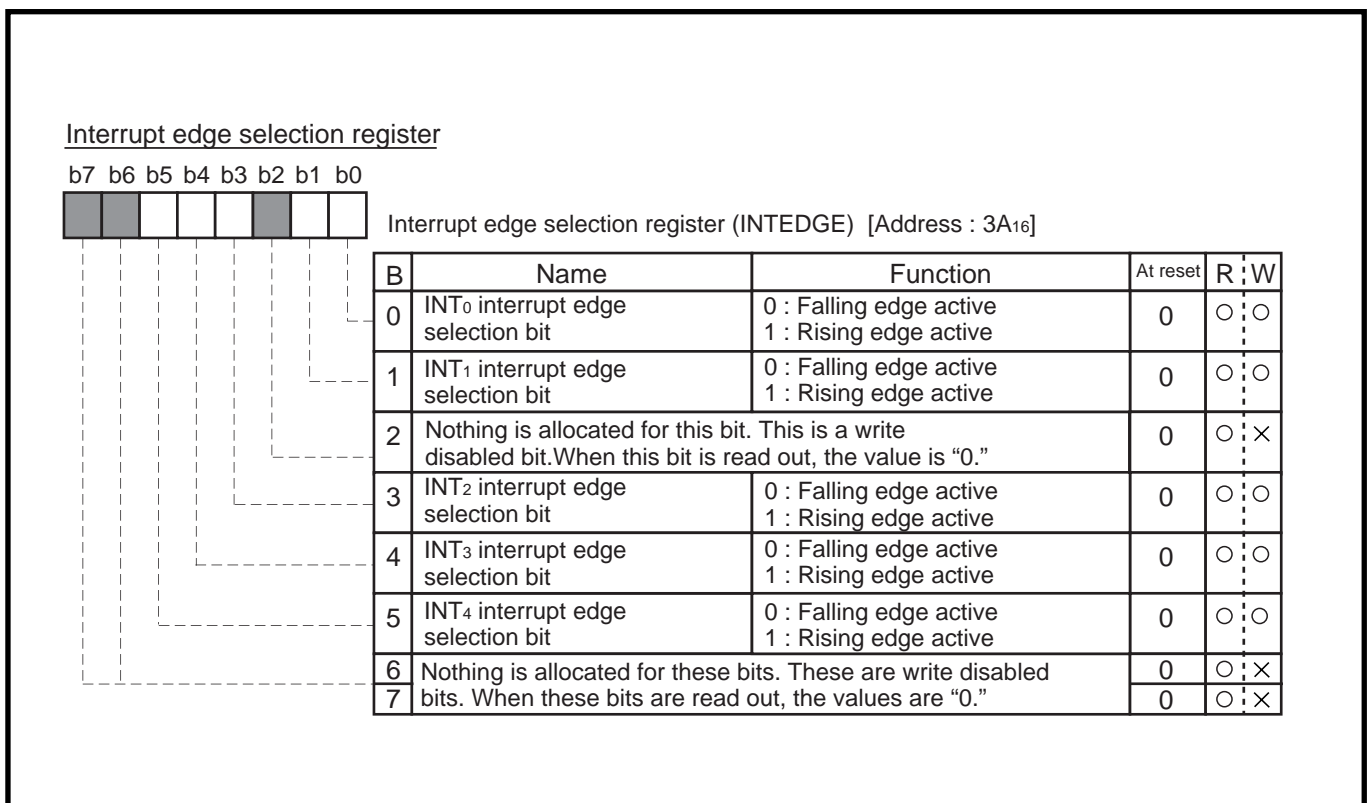 Interrupt edge selection register
b7 b6 b5 b4 b3 b2 b1 b0
Interrupt edge selection register (INTEDGE) [Address : 3A16]
B Name Function At reset R W
0 INT0 interrupt edge selection bit 0 : Falling edge active 0 ○ ○
1 : Rising edge active
1 INT1 interrupt edge selection bit 0 : Falling edge active 0 ○ ○
1 : Rising edge active
2 Nothing is allocated for this bit. This is a write 0 ○ ×
disabled bit.When this bit is read out, the value is “0.”
3 INT2 interrupt edge selection bit 0 : Falling edge active 0 ○ ○
1 : Rising edge active
4 INT3 interrupt edge selection bit 0 : Falling edge active 0 ○ ○
1 : Rising edge active
5 INT4 interrupt edge selection bit 0 : Falling edge active 0 ○ ○
1 : Rising edge active
6 Nothing is allocated for these bits. These are write disabled 0 ○ ×
7 bits. When these bits are read out, the values are “0.” 0 ○ ×